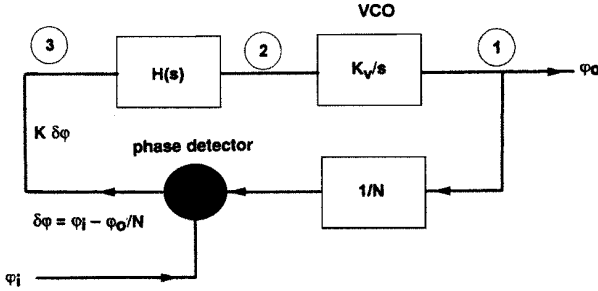 VCO
3
2
1
H(s)
Kv/s
φo
K δφ
phase detector
1/N
δφ = φi – φo/N
φi